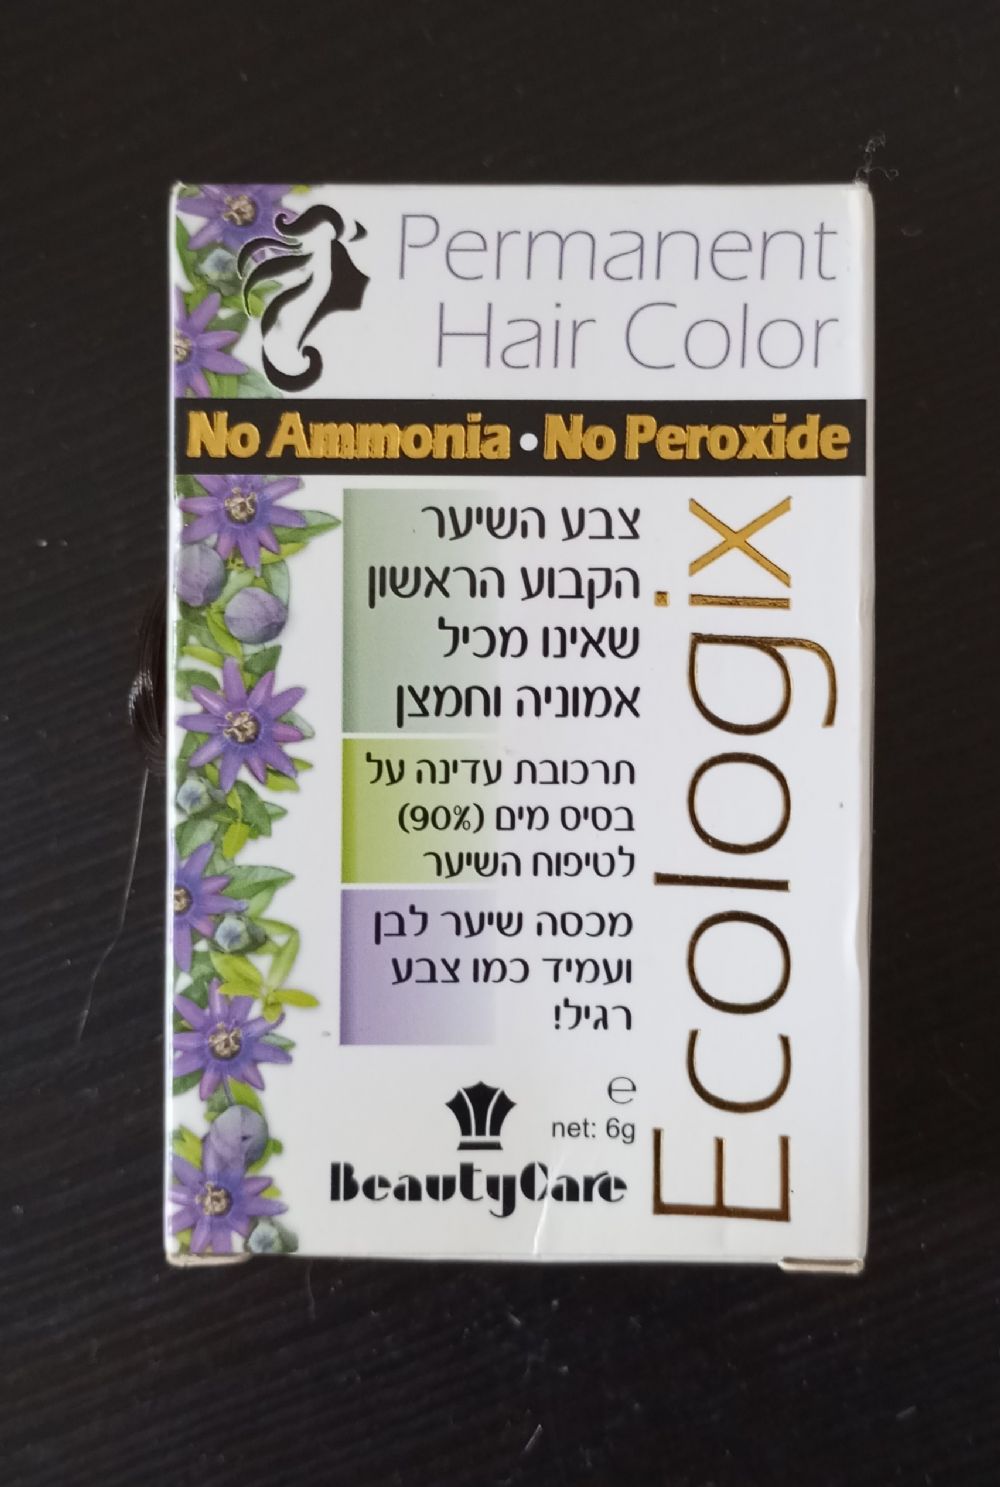 Permanent
Hair Color
No Ammonia • No Peroxide
צבע השיער
הקבוע הראשון
שאינו מכיל
אמוניה וחמצן
תרכובת עדינה על
בסיס מים (90%)
לטיפוח השיער
מכסה שיער לבן
ועמיד כמו צבע
רגיל!
Ecologix
℮
net: 6g
BeautyCare